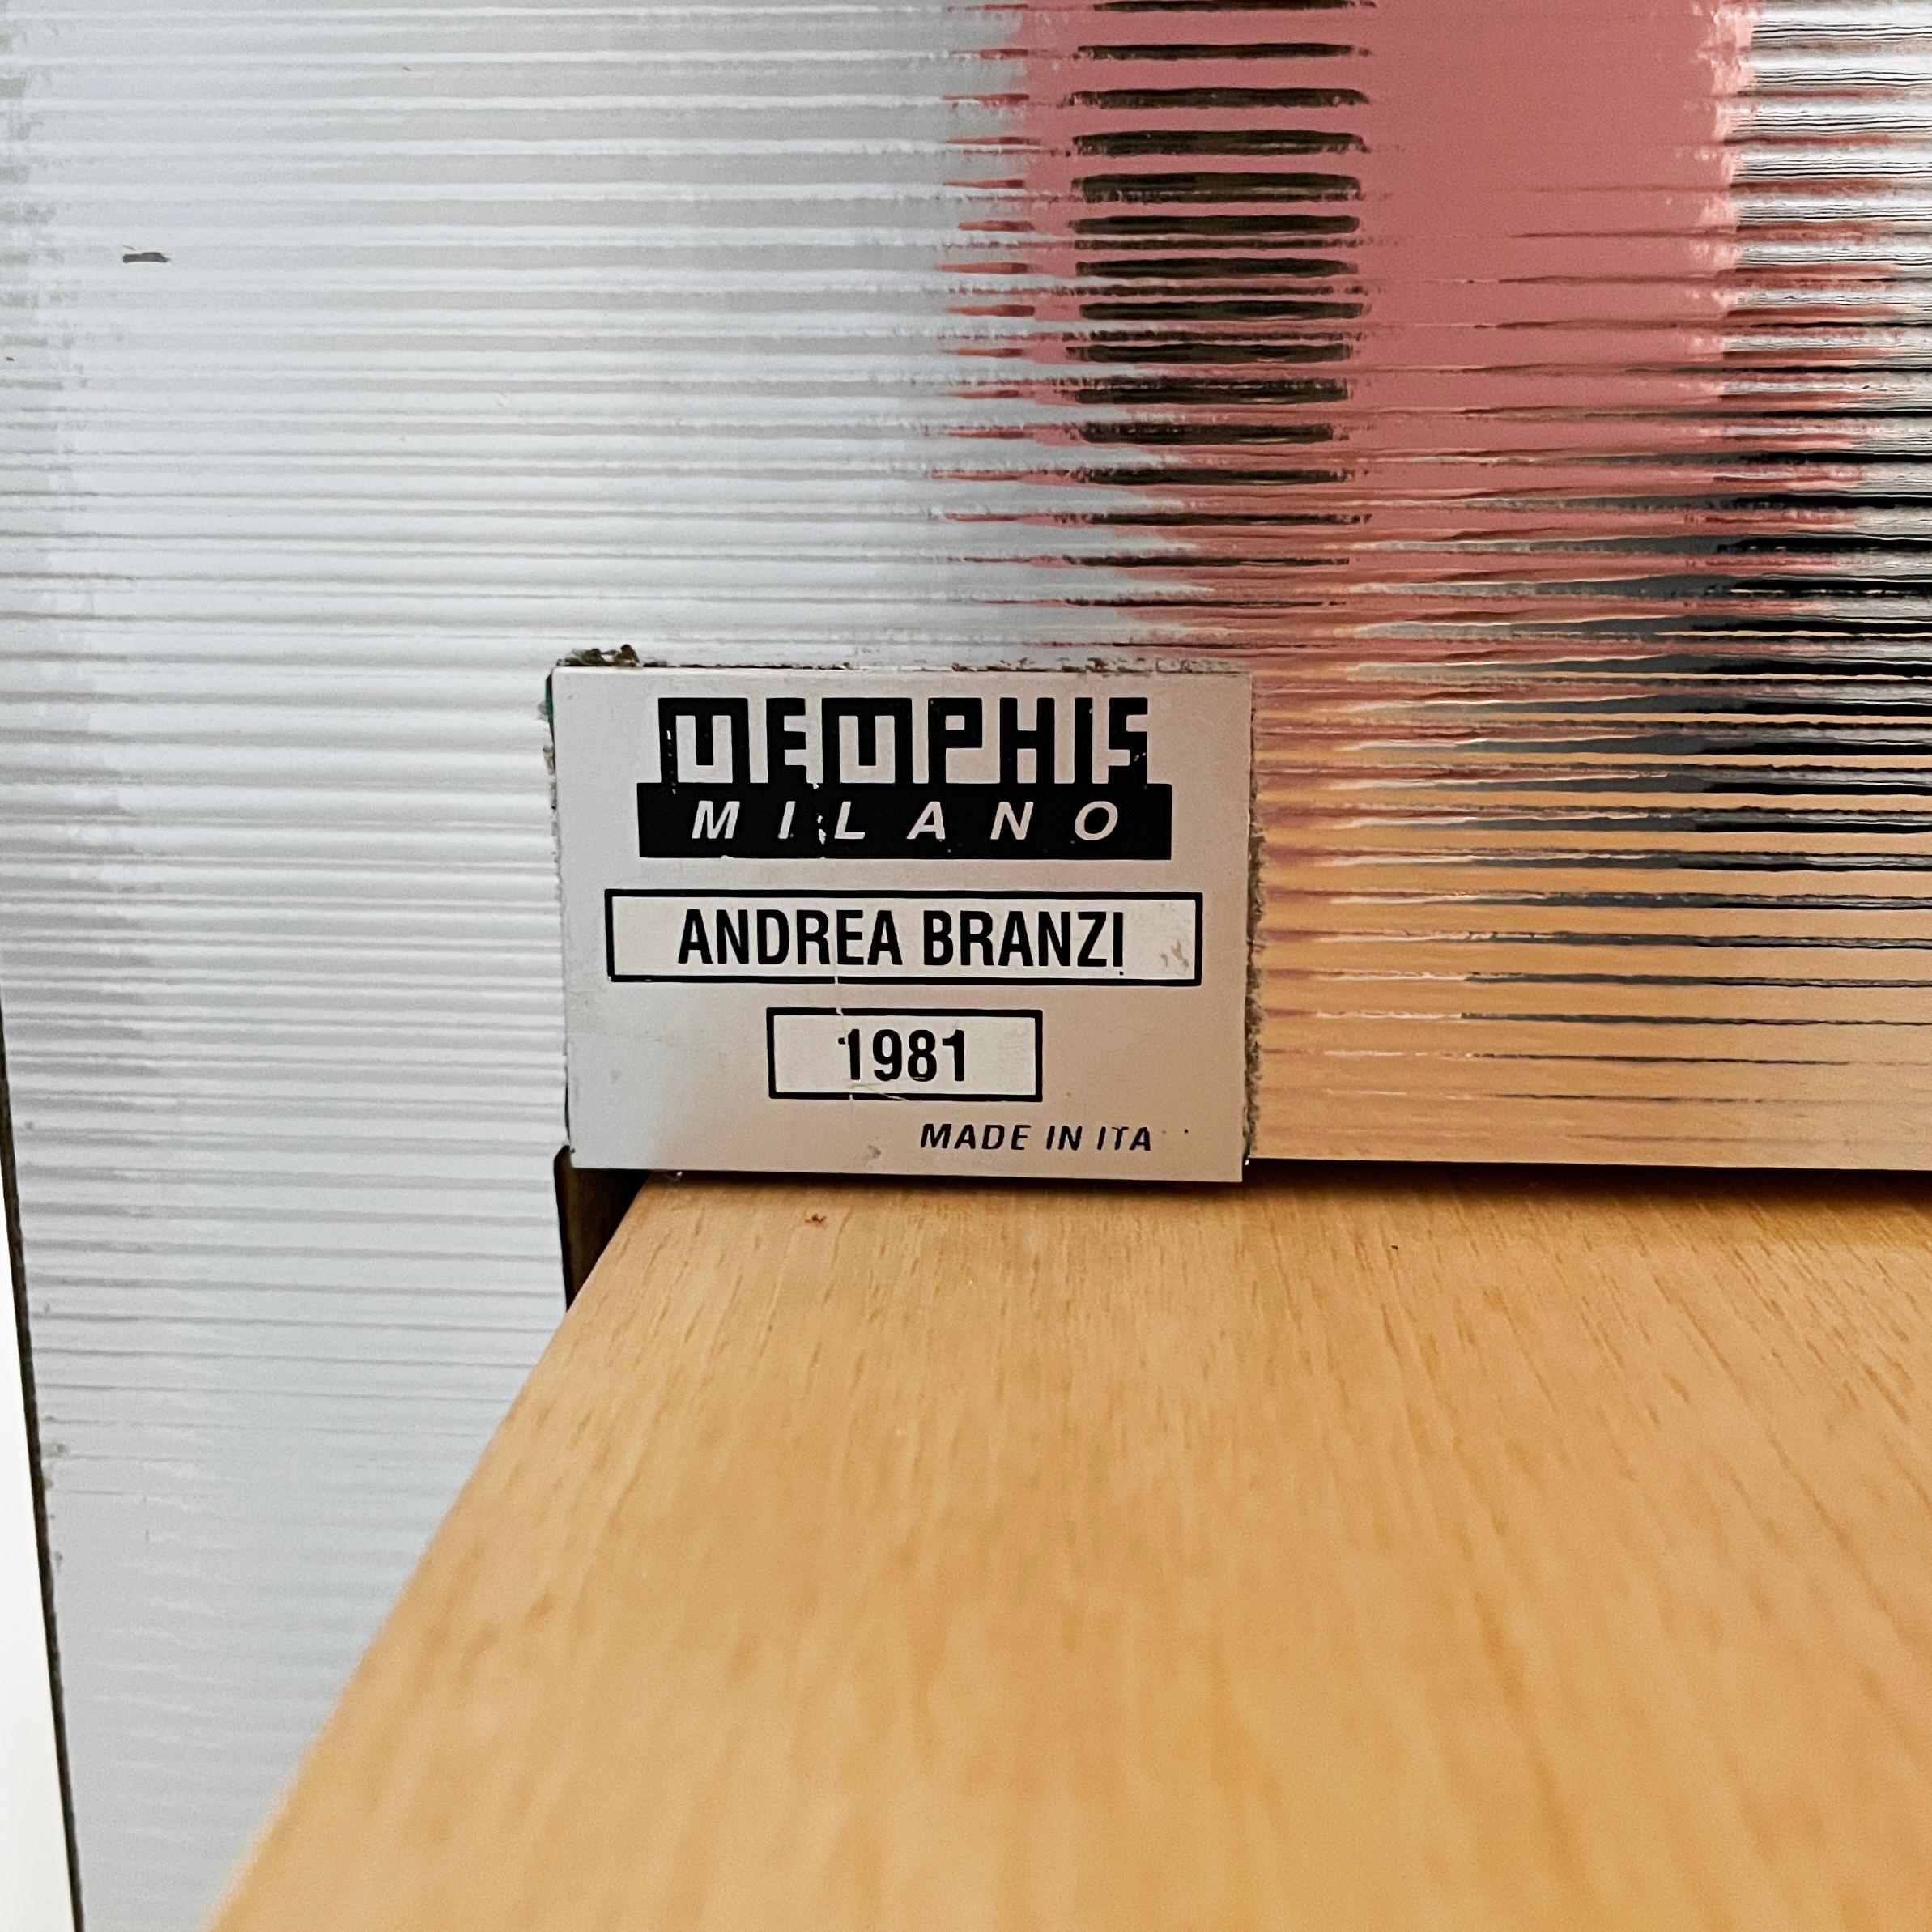 MEMPHIS
MILANO
ANDREA BRANZI
1981
MADE IN ITA